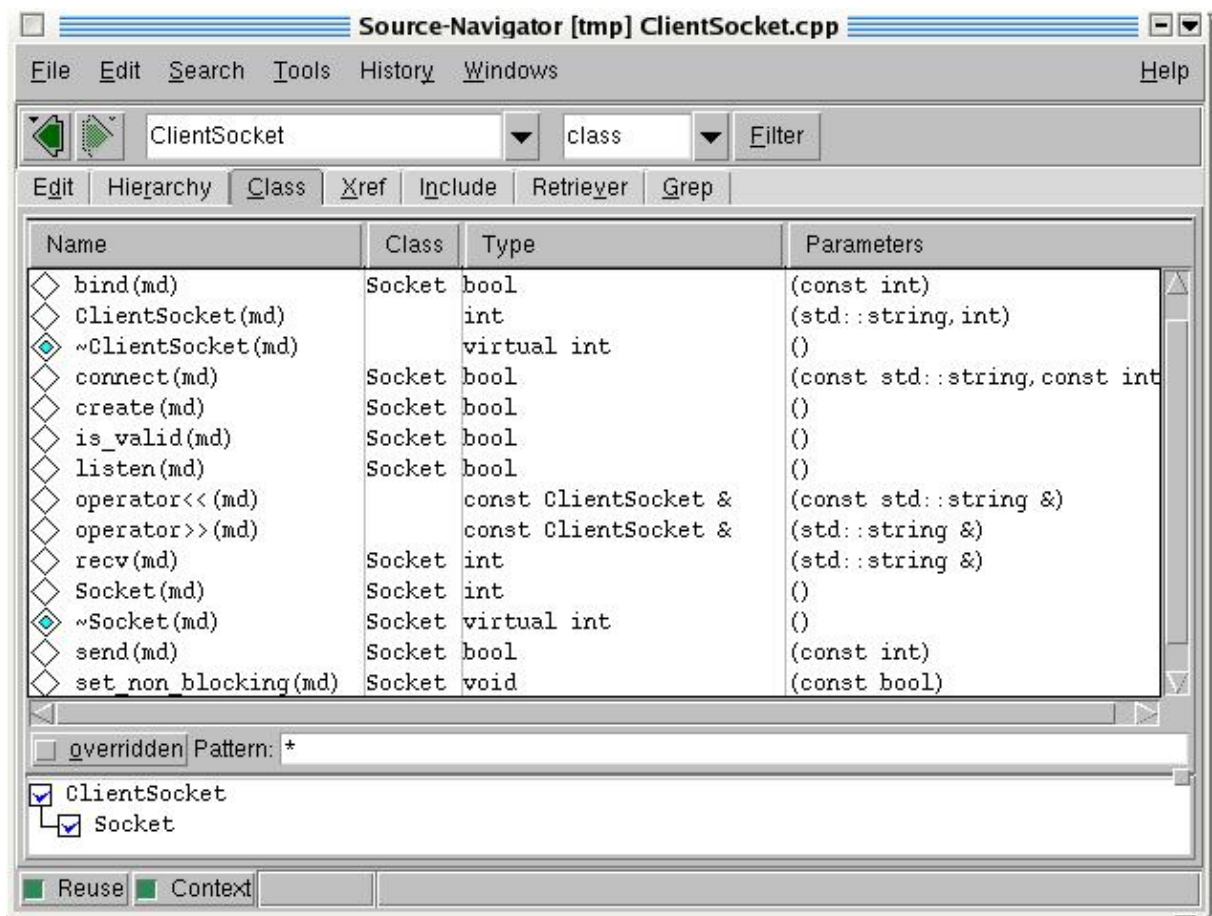 Source-Navigator [tmp] ClientSocket.cpp
File Edit Search Tools History Windows Help
ClientSocket class Filter
Edit Hierarchy Class Xref Include Retriever Grep
Name Class Type Parameters
bind(md) Socket bool (const int)
ClientSocket(md) int (std::string,int)
~ClientSocket(md) virtual int ()
connect(md) Socket bool (const std::string,const int
create(md) Socket bool ()
is_valid(md) Socket bool ()
listen(md) Socket bool ()
operator<<(md) const ClientSocket & (const std::string &)
operator>>(md) const ClientSocket & (std::string &)
recv(md) Socket int (std::string &)
Socket(md) Socket int ()
~Socket(md) Socket virtual int ()
send(md) Socket bool (const int)
set_non_blocking(md) Socket void (const bool)
overridden Pattern: *
ClientSocket
Socket
Reuse Context